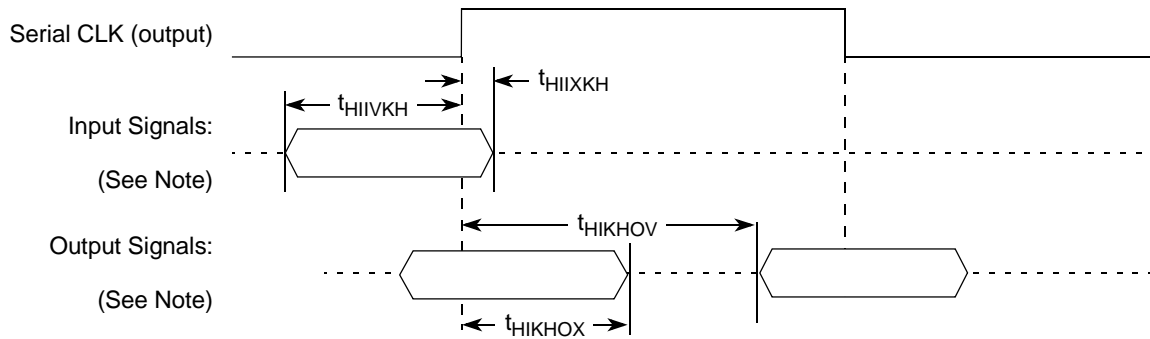 Serial CLK (output)
tHIIXKH
tHIIVKH
Input Signals:
(See Note)
tHIKHOV
Output Signals:
(See Note)
tHIKHOX